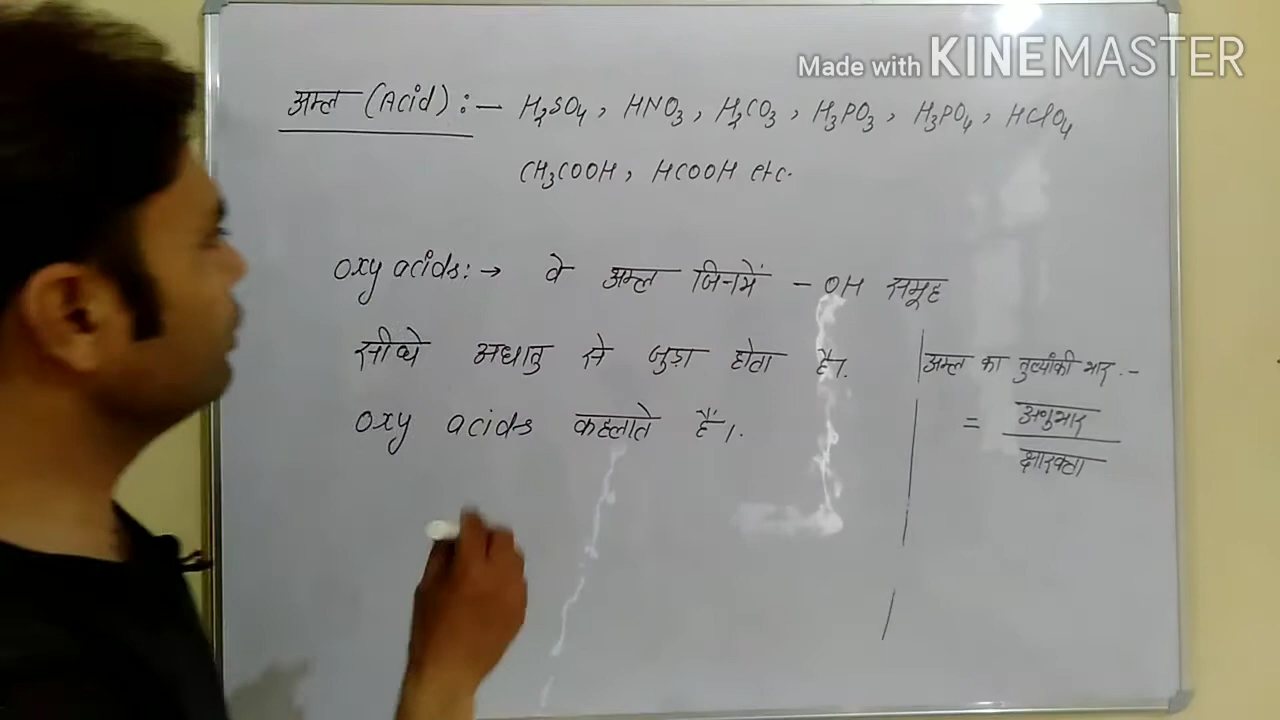 Made with KINEMASTER
अम्ल (Acid) :- H₂SO₄, HNO₃, H₂CO₃, H₃PO₃, H₃PO₄, HClO₄
CH₃COOH, HCOOH etc.
Oxy acids :→ वे अम्ल जिनमें -OH समूह
सीधे अधातु से जुड़ा होता है।
Oxy acids कहलाते हैं।
अम्ल का तुल्यांकी भार :-
= अणुभार
क्षारकता